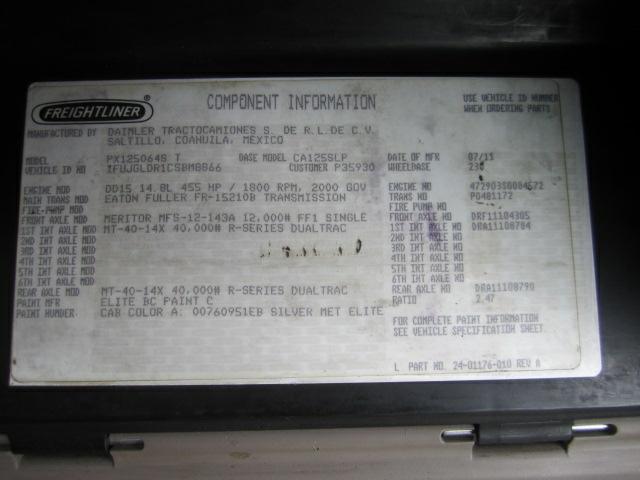 FREIGHTLINER
COMPONENT INFORMATION
USE VEHICLE ID NUMBER
WHEN ORDERING PARTS
MANUFACTURED BY DAIMLER TRACTOCAMIONES S. DE R.L.DE C.V.
SALTILLO, COAHUILA, MEXICO
MODEL PX125064S T BASE MODEL CA125SLP DATE OF MFR 07/11
VEHICLE ID NO CUSTOMER P35930 WHEELBASE 230
ENGINE MOD DD15 14.8L 455 HP / 1800 RPM, 2000 GOV ENGINE NO
MAIN TRANS MOD EATON FULLER FR-15210B TRANSMISSION TRANS NO P0481172
FIRE PUMP MOD FIRE PUMP NO
FRONT AXLE MOD MERITOR MFS-12-143A 12,000# FF1 SINGLE FRONT AXLE NO DRF11104305
1ST INT AXLE MOD MT-40-14X 40,000# R-SERIES DUALTRAC 1ST INT AXLE NO DRA11108784
2ND INT AXLE MOD 2ND INT AXLE NO
3RD INT AXLE MOD 3RD INT AXLE NO
4TH INT AXLE MOD 4TH INT AXLE NO
5TH INT AXLE MOD 5TH INT AXLE NO
6TH INT AXLE MOD 6TH INT AXLE NO
REAR AXLE MOD MT-40-14X 40,000# R-SERIES DUALTRAC REAR AXLE NO DRA11108790
PAINT MFR ELITE BC PAINT C RATIO 2.47
PAINT NUMBER CAB COLOR A: 00760951EB SILVER MET ELITE
FOR COMPLETE PAINT INFORMATION
SEE VEHICLE SPECIFICATION SHEET.
L PART NO. 24-01176-010 REV A